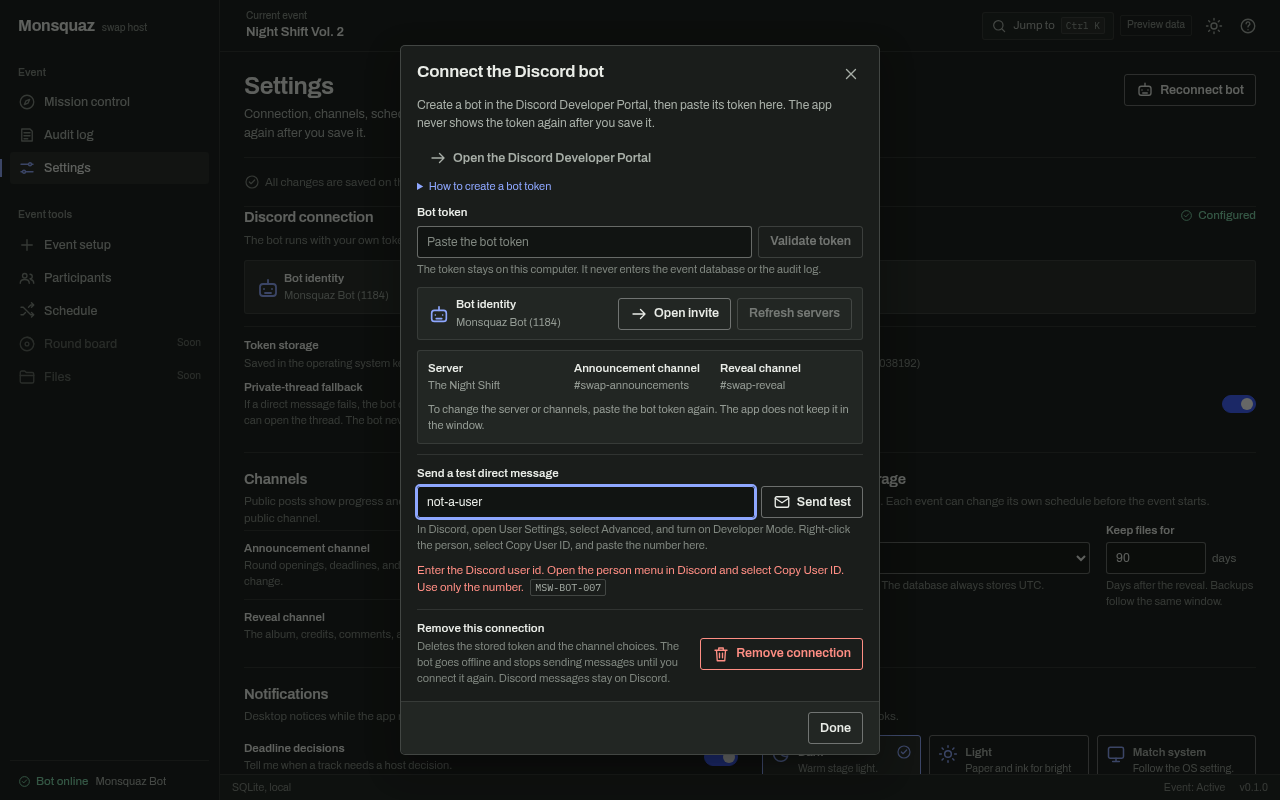 Monsquaz swap host
Current event
Night Shift Vol. 2
Jump to Ctrl K
Preview data
Event
Mission control
Audit log
Settings
Event tools
Event setup
Participants
Schedule
Round board Soon
Files Soon
Bot online Monsquaz Bot
Settings
Connection, channels, sched
again after you save it.
Reconnect bot
All changes are saved on th
Discord connection
Configured
The bot runs with your own toke
Bot identity
Monsquaz Bot (1184)
Token storage
Saved in the operating system ke
038192)
Private-thread fallback
If a direct message fails, the bot
can open the thread. The bot nev
Channels
Public posts show progress and
public channel.
Announcement channel
Round openings, deadlines, and
change.
Reveal channel
The album, credits, comments, a
rage
. Each event can change its own schedule before the event starts.
Keep files for
90 days
The database always stores UTC.
Days after the reveal. Backups
follow the same window.
Notifications
Desktop notices while the app r
ks.
Deadline decisions
Tell me when a track needs a host decision.
Warm stage light.
Light
Paper and ink for bright
Match system
Follow the OS setting.
SQLite, local
Event: Active v0.1.0
Connect the Discord bot
Create a bot in the Discord Developer Portal, then paste its token here. The app
never shows the token again after you save it.
Open the Discord Developer Portal
How to create a bot token
Bot token
Paste the bot token
Validate token
The token stays on this computer. It never enters the event database or the audit log.
Bot identity
Monsquaz Bot (1184)
Open invite
Refresh servers
Server Announcement channel Reveal channel
The Night Shift #swap-announcements #swap-reveal
To change the server or channels, paste the bot token again. The app does not keep it in
the window.
Send a test direct message
not-a-user
Send test
In Discord, open User Settings, select Advanced, and turn on Developer Mode. Right-click
the person, select Copy User ID, and paste the number here.
Enter the Discord user id. Open the person menu in Discord and select Copy User ID.
Use only the number. MSW-BOT-007
Remove this connection
Deletes the stored token and the channel choices. The
bot goes offline and stops sending messages until you
connect it again. Discord messages stay on Discord.
Remove connection
Done